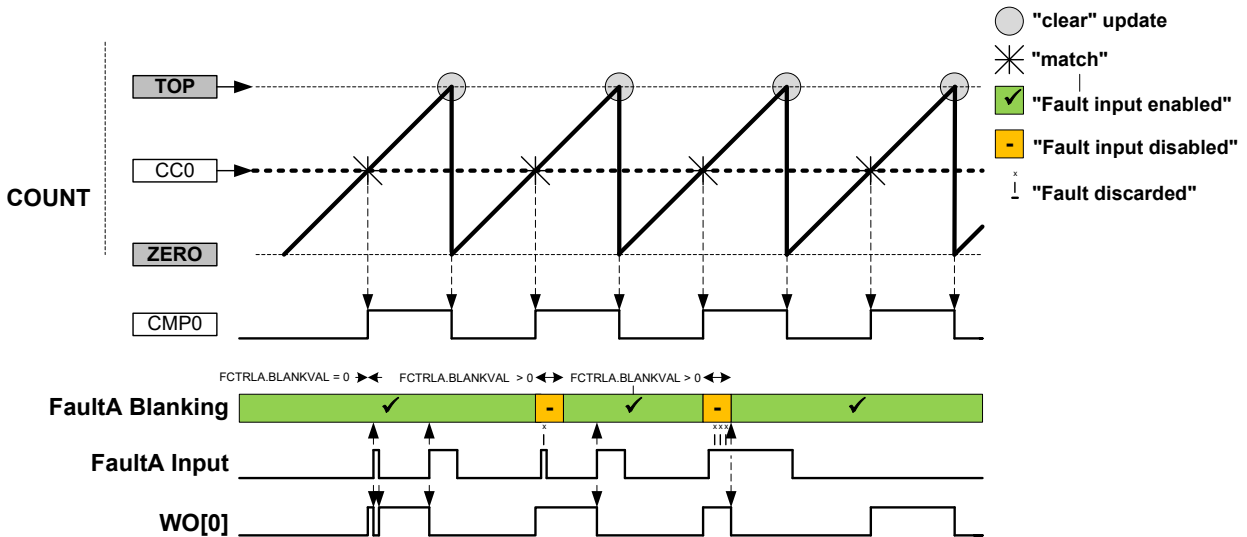 "clear" update
"match"
TOP
"Fault input enabled"
"Fault input disabled"
CC0
COUNT
"Fault discarded"
ZERO
CMP0
FCTRLA.BLANKVAL = 0
FCTRLA.BLANKVAL > 0
FCTRLA.BLANKVAL > 0
FaultA Blanking
x
x x x
FaultA Input
WO[0]